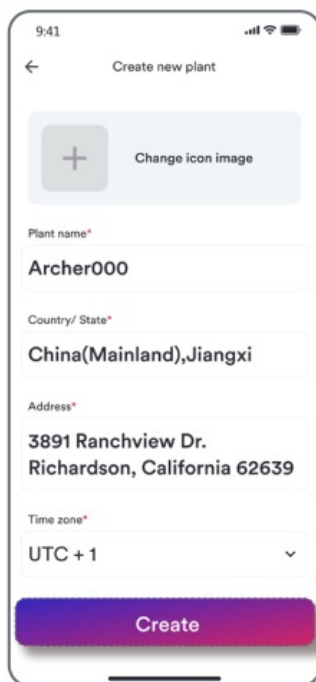 9:41
Create new plant
Change icon image
Plant name*
Archer000
Country/ State*
China(Mainland),Jiangxi
Address*
3891 Ranchview Dr.
Richardson, California 62639
Time zone*
UTC + 1
Create